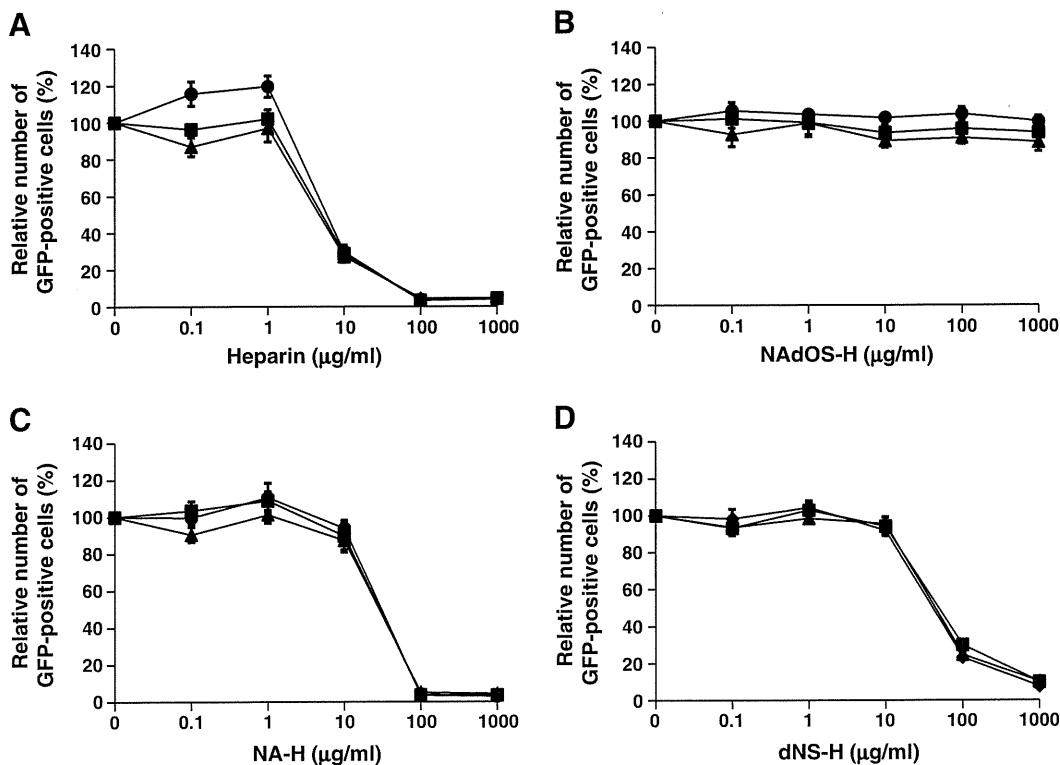 A
Relative number of
GFP-positive cells (%)
140
120
100
80
60
40
20
0
0 0.1 1 10 100 1000
Heparin (μg/ml)
B
Relative number of
GFP-positive cells (%)
140
120
100
80
60
40
20
0
0 0.1 1 10 100 1000
NAdOS-H (μg/ml)
C
Relative number of
GFP-positive cells (%)
140
120
100
80
60
40
20
0
0 0.1 1 10 100 1000
NA-H (μg/ml)
D
Relative number of
GFP-positive cells (%)
140
120
100
80
60
40
20
0
0 0.1 1 10 100 1000
dNS-H (μg/ml)